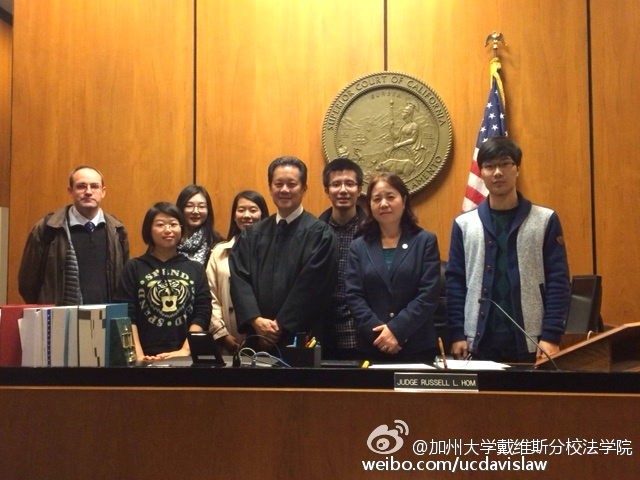 SUPERIOR COURT OF CALIFORNIA
EUREKA
JUDGE RUSSELL L. HOM
@加州大学戴维斯分校法学院
weibo.com/ucdavislaw